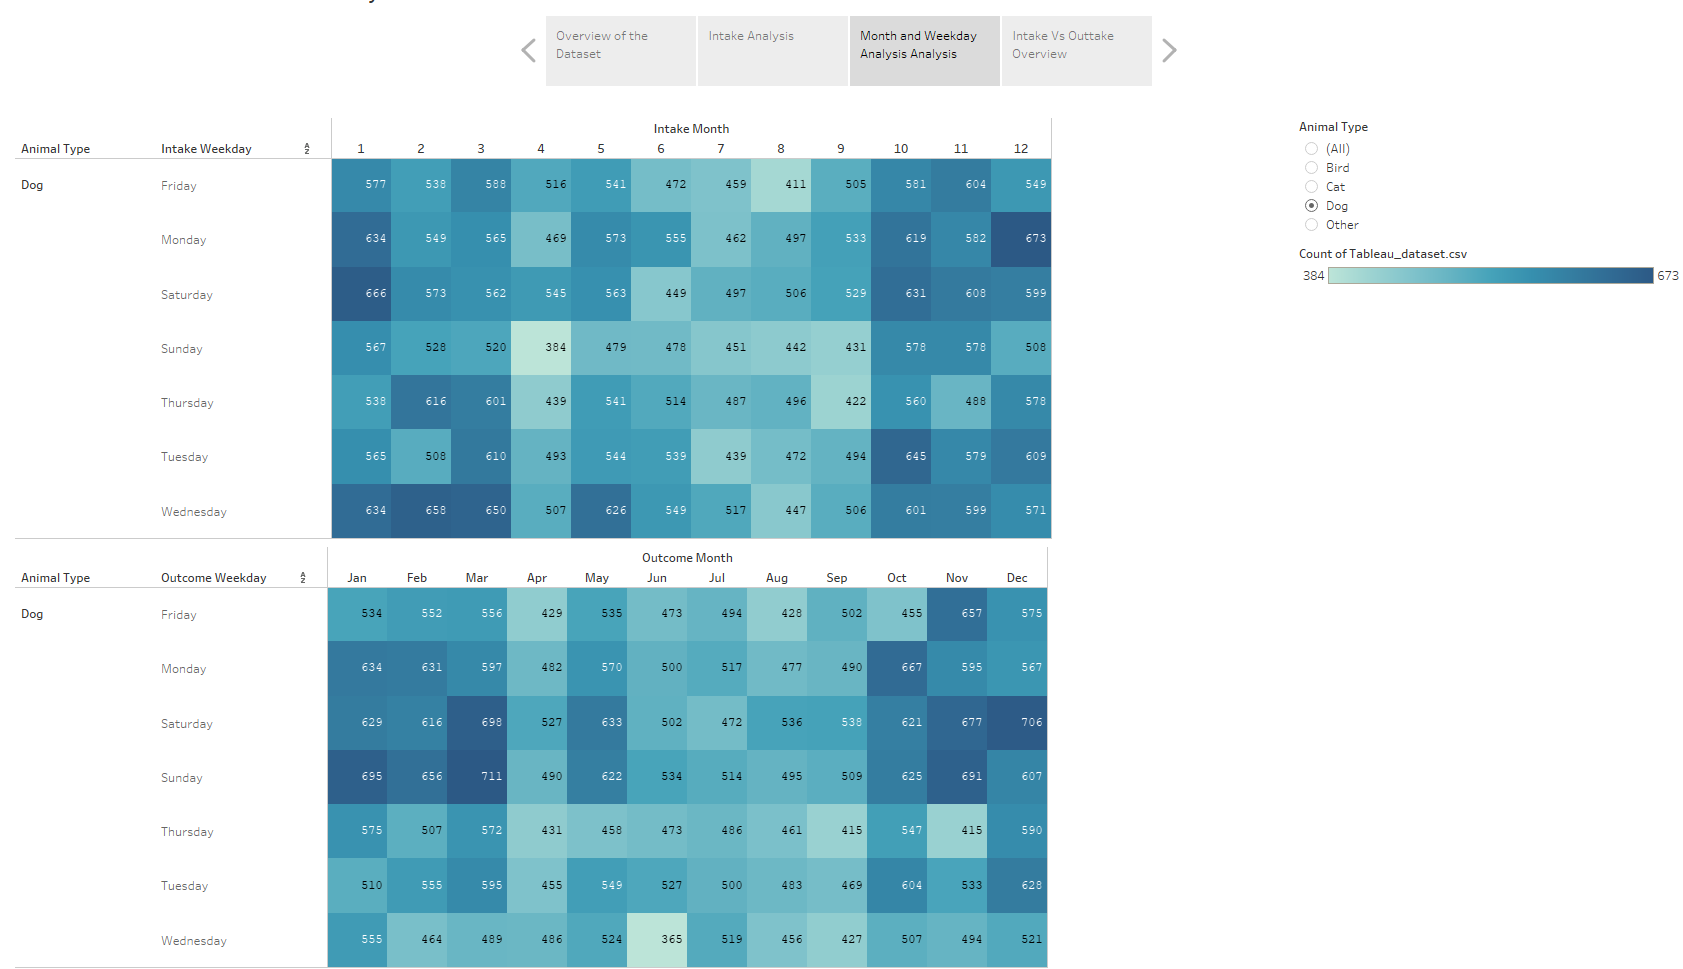 Overview of the
Dataset
Intake Analysis
Month and Weekday
Analysis Analysis
Intake Vs Outtake
Overview
Intake Month
Animal Type Intake Weekday 1 2 3 4 5 6 7 8 9 10 11 12
Dog Friday 577 538 588 516 541 472 459 411 505 581 604 549
Monday 634 549 565 469 573 555 462 497 533 619 582 673
Saturday 666 573 562 545 563 449 497 506 529 631 608 599
Sunday 567 528 520 384 479 478 451 442 431 578 578 508
Thursday 538 616 601 439 541 514 487 496 422 560 488 578
Tuesday 565 508 610 493 544 539 439 472 494 645 579 609
Wednesday 634 658 650 507 626 549 517 447 506 601 599 571
Outcome Month
Animal Type Outcome Weekday Jan Feb Mar Apr May Jun Jul Aug Sep Oct Nov Dec
Dog Friday 534 552 556 429 535 473 494 428 502 455 657 575
Monday 634 631 597 482 570 500 517 477 490 667 595 567
Saturday 629 616 698 527 633 502 472 536 538 621 677 706
Sunday 695 656 711 490 622 534 514 495 509 625 691 607
Thursday 575 507 572 431 458 473 486 461 415 547 415 590
Tuesday 510 555 595 455 549 527 500 483 469 604 533 628
Wednesday 555 464 489 486 524 365 519 456 427 507 494 521
Animal Type
(All)
Bird
Cat
Dog
Other
Count of Tableau_dataset.csv
384 673